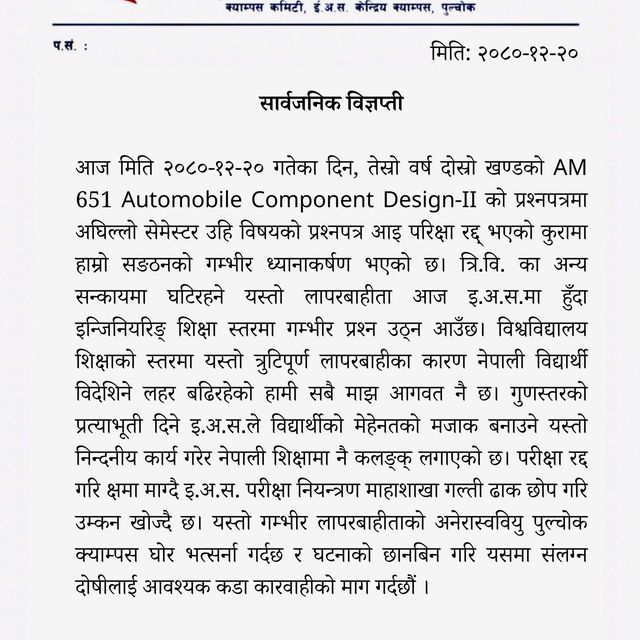 क्याम्पस कमिटी, ई.अ.स. केन्द्रिय क्याम्पस, पुल्चोक
प.सं. :
मिति: २०८०-१२-२०
सार्वजनिक विज्ञप्ती
आज मिति २०८०-१२-२० गतेका दिन, तेस्रो वर्ष दोस्रो खण्डको AM
651 Automobile Component Design-II को प्रश्नपत्रमा
अघिल्लो सेमेस्टर उहि विषयको प्रश्नपत्र आइ परिक्षा रद्द् भएको कुरामा
हाम्रो सङठनको गम्भीर ध्यानाकर्षण भएको छ। त्रि.वि. का अन्य
सन्कायमा घटिरहने यस्तो लापरबाहीता आज इ.अ.स.मा हुँदा
इन्जिनियरिङ् शिक्षा स्तरमा गम्भीर प्रश्न उठ्न आउँछ। विश्वविद्यालय
शिक्षाको स्तरमा यस्तो त्रुटिपूर्ण लापरबाहीका कारण नेपाली विद्यार्थी
विदेशिने लहर बढिरहेको हामी सबै माझ आगवत नै छ। गुणस्तरको
प्रत्याभूती दिने इ.अ.स.ले विद्यार्थीको मेहेनतको मजाक बनाउने यस्तो
निन्दनीय कार्य गरेर नेपाली शिक्षामा नै कलङ्क् लगाएको छ। परीक्षा रद्द
गरि क्षमा माग्दै इ.अ.स. परीक्षा नियन्त्रण माहाशाखा गल्ती ढाक छोप गरि
उम्कन खोज्दै छ। यस्तो गम्भीर लापरबाहीताको अनेरास्ववियु पुल्चोक
क्याम्पस घोर भत्सर्ना गर्दछ र घटनाको छानबिन गरि यसमा संलग्न
दोषीलाई आवश्यक कडा कारवाहीको माग गर्दछौं ।